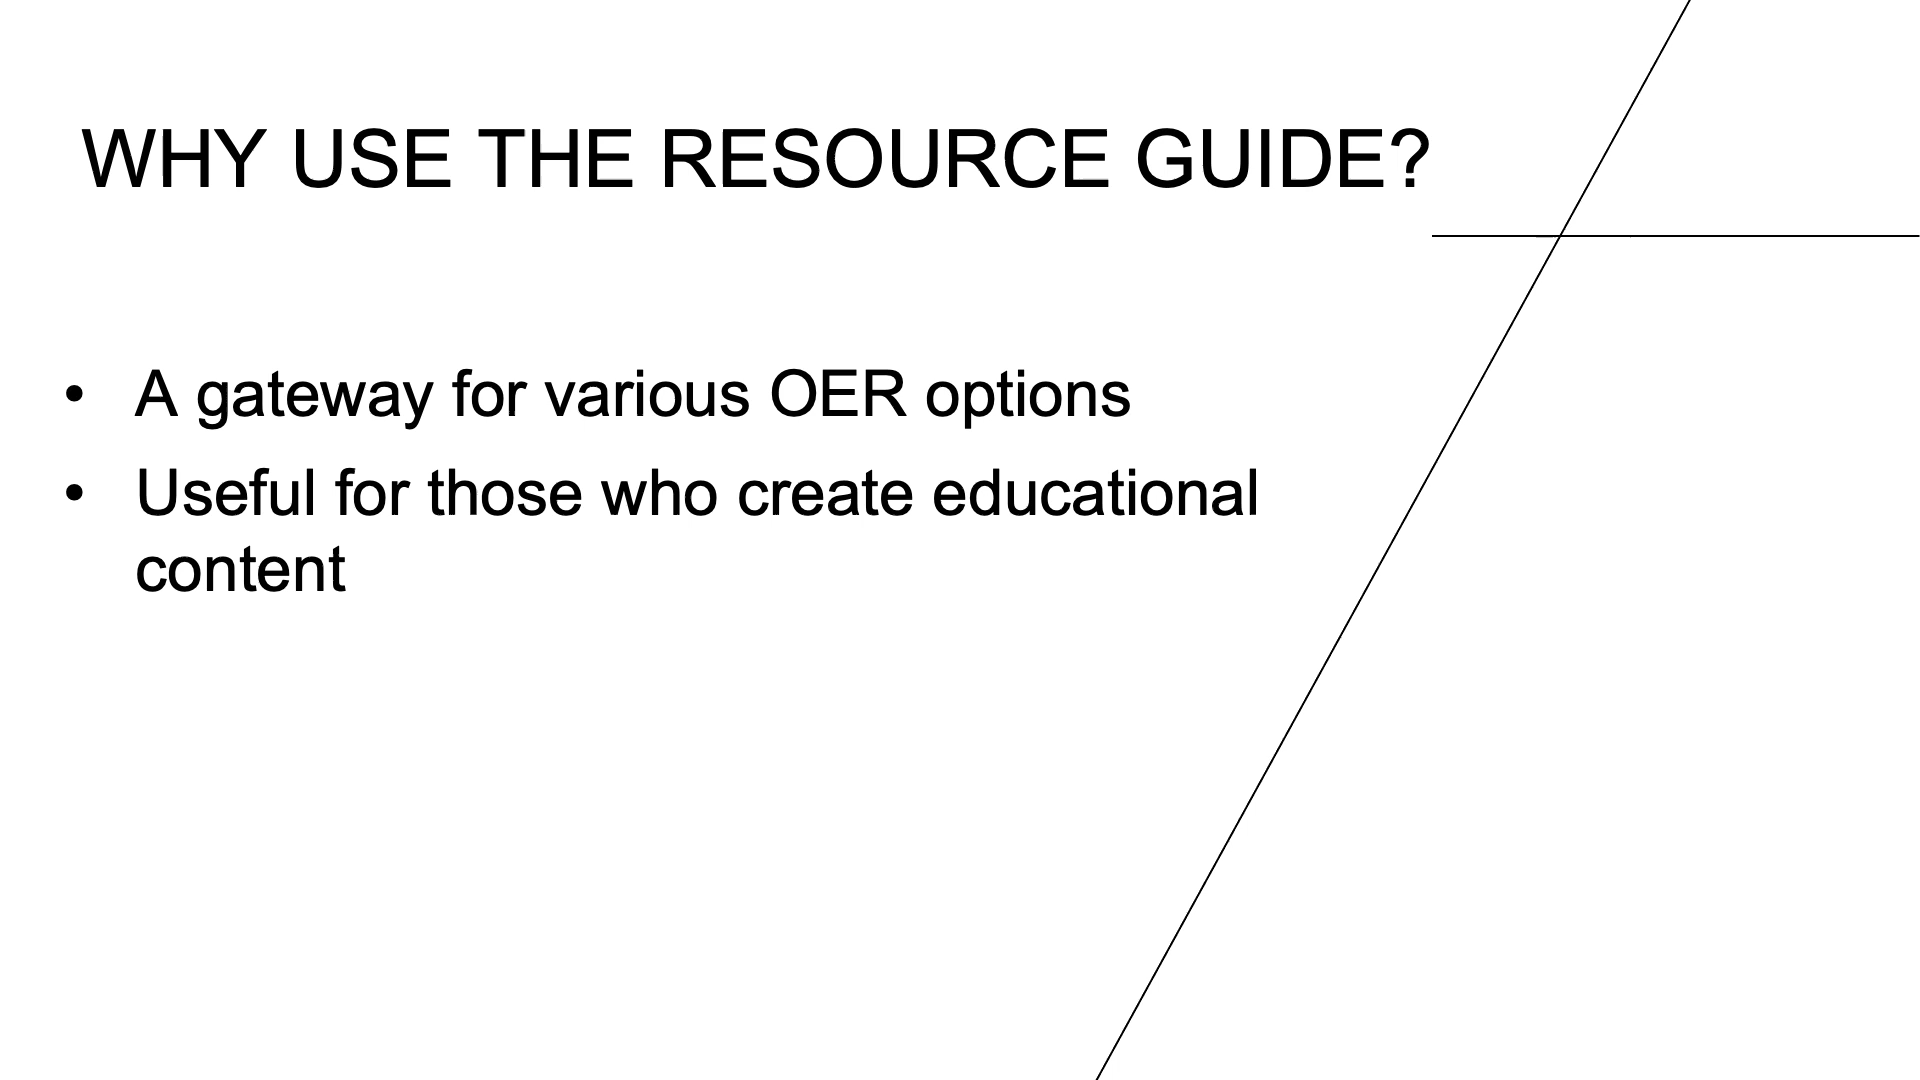 WHY USE THE RESOURCE GUIDE?
• A gateway for various OER options
• Useful for those who create educational
content